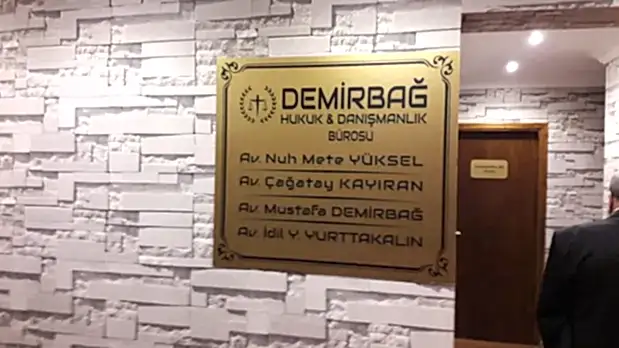 DEMİRBAĞ
HUKUK & DANIŞMANLIK
BÜROSU
Av. Nuh Mete YÜKSEL
Av. Çağatay KAYIRAN
Av. Mustafa DEMİRBAĞ
Av. İdil Y. YURTTAKALIN